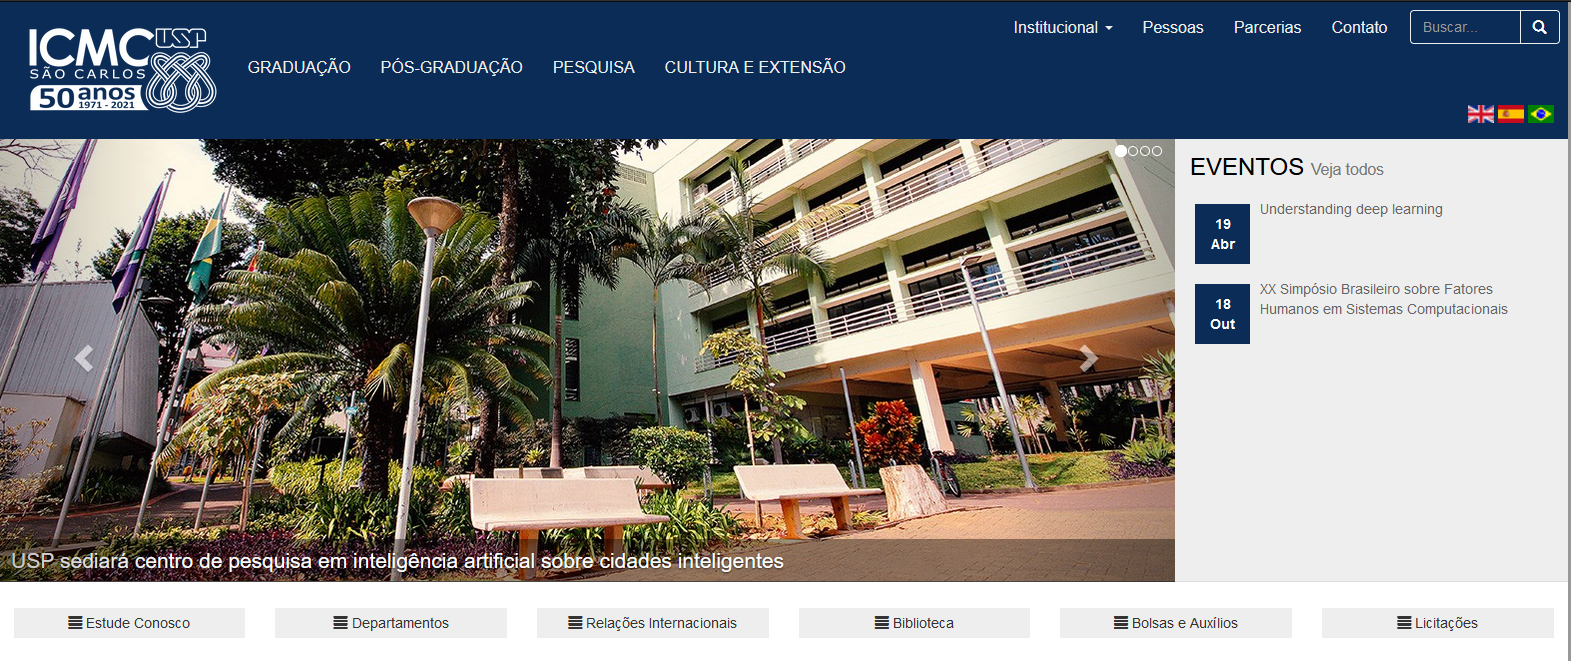 ICMC USP
SÃO CARLOS
50 anos
1971 - 2021
Institucional
Pessoas
Parcerias
Contato
Buscar...
GRADUAÇÃO
PÓS-GRADUAÇÃO
PESQUISA
CULTURA E EXTENSÃO
USP sediará centro de pesquisa em inteligência artificial sobre cidades inteligentes
EVENTOS Veja todos
19
Abr
Understanding deep learning
18
Out
XX Simpósio Brasileiro sobre Fatores
Humanos em Sistemas Computacionais
Estude Conosco
Departamentos
Relações Internacionais
Biblioteca
Bolsas e Auxílios
Licitações